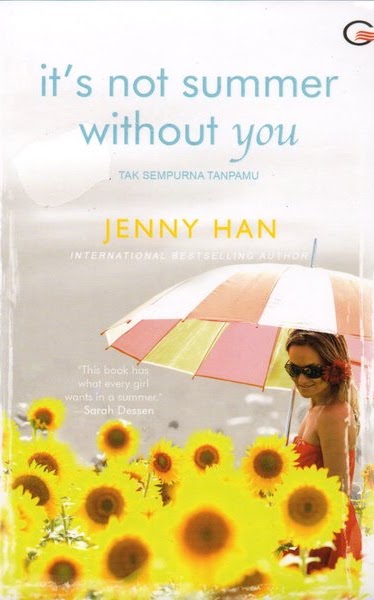 it's not summer
without you
TAK SEMPURNA TANPAMU
JENNY HAN
INTERNATIONAL BESTSELLING AUTHOR
"This book has
what every girl
wants in a summer."
— Sarah Dessen